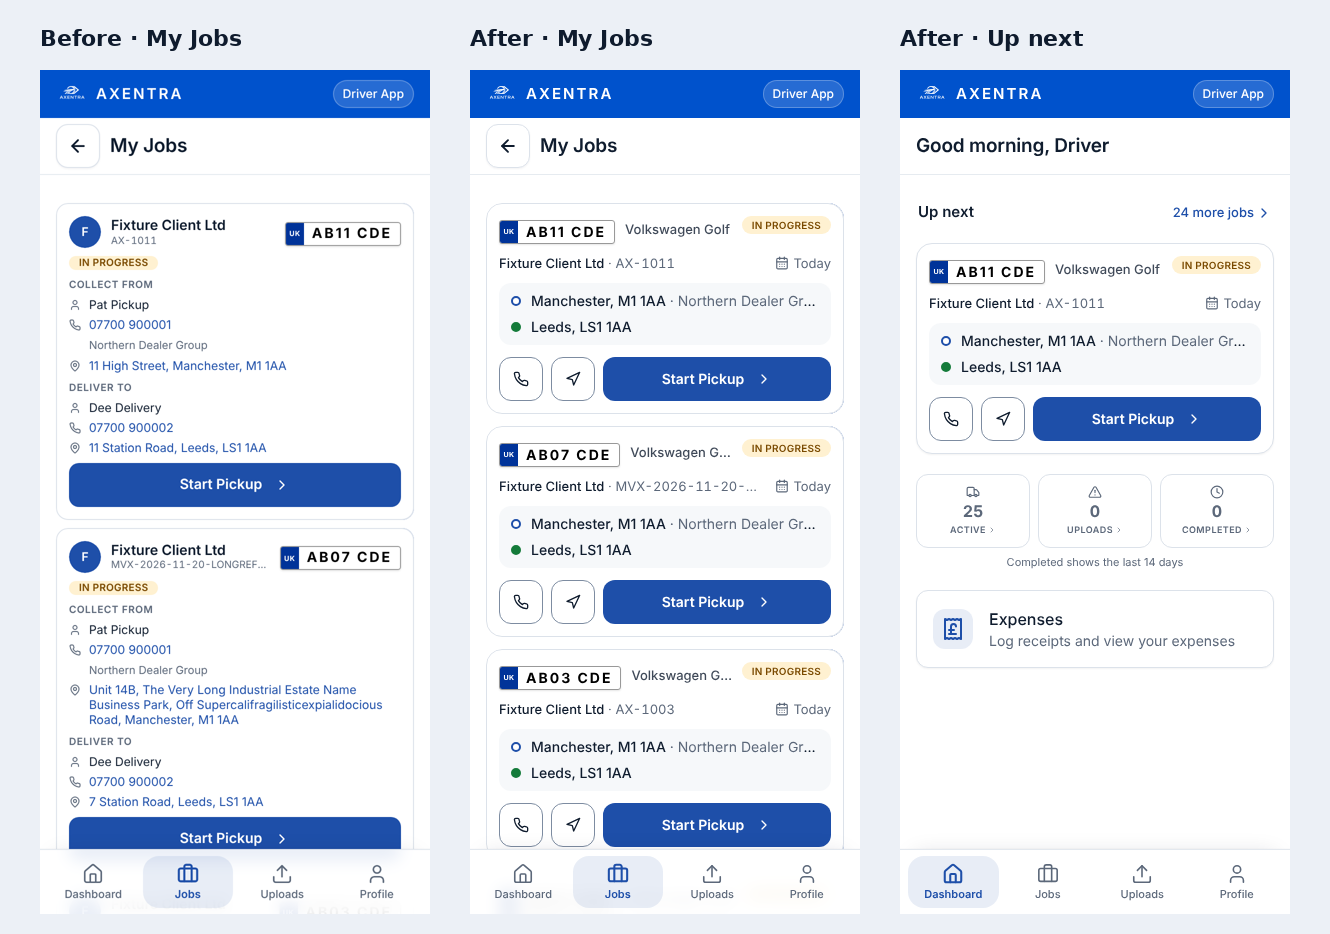 Before · My Jobs
AXENTRA
AXENTRA
Driver App
My Jobs
F
Fixture Client Ltd
AX-1011
UK
AB11 CDE
IN PROGRESS
COLLECT FROM
Pat Pickup
07700 900001
Northern Dealer Group
11 High Street, Manchester, M1 1AA
DELIVER TO
Dee Delivery
07700 900002
11 Station Road, Leeds, LS1 1AA
Start Pickup
F
Fixture Client Ltd
MVX-2026-11-20-LONGREF...
UK
AB07 CDE
IN PROGRESS
COLLECT FROM
Pat Pickup
07700 900001
Northern Dealer Group
Unit 14B, The Very Long Industrial Estate Name
Business Park, Off Supercalifragilisticexpialidocious
Road, Manchester, M1 1AA
DELIVER TO
Dee Delivery
07700 900002
7 Station Road, Leeds, LS1 1AA
Start Pickup
Dashboard
Jobs
Uploads
Profile
AB03 CDE
After · My Jobs
AXENTRA
AXENTRA
Driver App
My Jobs
UK
AB11 CDE
Volkswagen Golf
IN PROGRESS
Fixture Client Ltd · AX-1011
Today
Manchester, M1 1AA · Northern Dealer Gr...
Leeds, LS1 1AA
Start Pickup
UK
AB07 CDE
Volkswagen G...
IN PROGRESS
Fixture Client Ltd · MVX-2026-11-20-...
Today
Manchester, M1 1AA · Northern Dealer Gr...
Leeds, LS1 1AA
Start Pickup
UK
AB03 CDE
Volkswagen G...
IN PROGRESS
Fixture Client Ltd · AX-1003
Today
Manchester, M1 1AA · Northern Dealer Gr...
Leeds, LS1 1AA
Start Pickup
Dashboard
Jobs
Uploads
Profile
After · Up next
AXENTRA
AXENTRA
Driver App
Good morning, Driver
Up next
24 more jobs
UK
AB11 CDE
Volkswagen Golf
IN PROGRESS
Fixture Client Ltd · AX-1011
Today
Manchester, M1 1AA · Northern Dealer Gr...
Leeds, LS1 1AA
Start Pickup
25
ACTIVE
0
UPLOADS
0
COMPLETED
Completed shows the last 14 days
Expenses
Log receipts and view your expenses
Dashboard
Jobs
Uploads
Profile